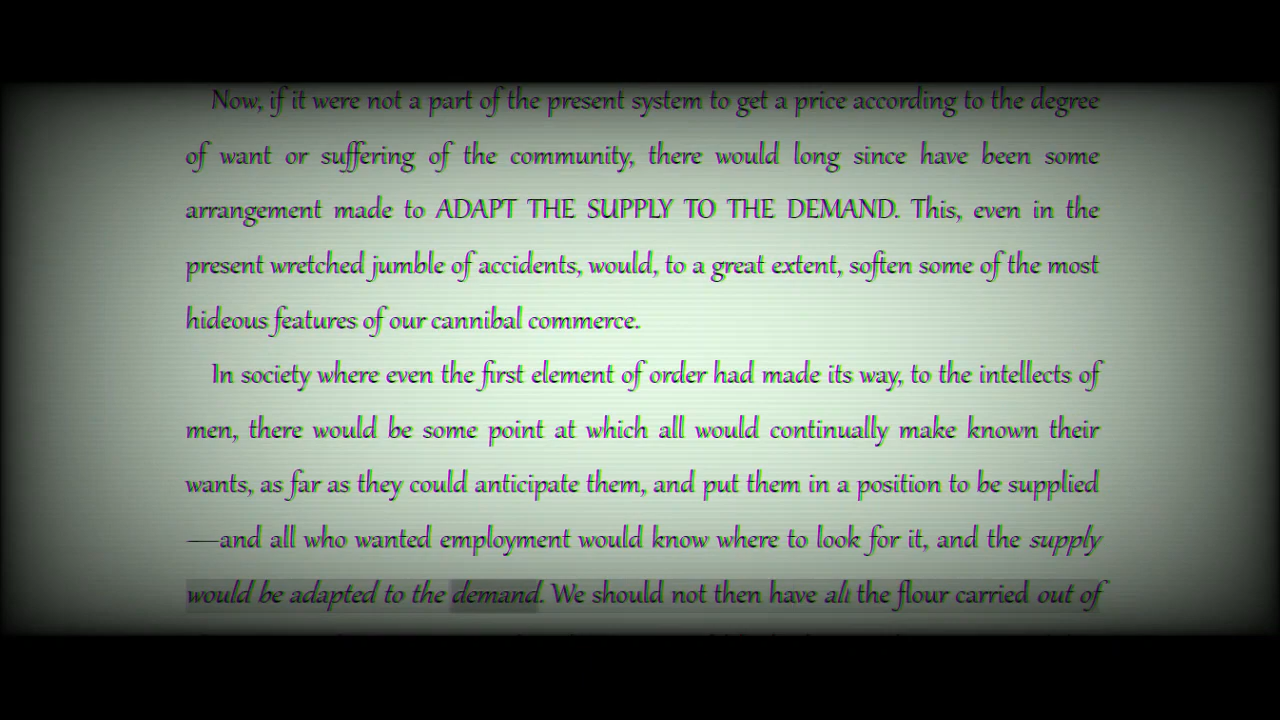 Now, if it were not a part of the present system to get a price according to the degree
of want or suffering of the community, there would long since have been some
arrangement made to ADAPT THE SUPPLY TO THE DEMAND. This, even in the
present wretched jumble of accidents, would, to a great extent, soften some of the most
hideous features of our cannibal commerce.
In society where even the first element of order had made its way, to the intellects of
men, there would be some point at which all would continually make known their
wants, as far as they could anticipate them, and put them in a position to be supplied
—and all who wanted employment would know where to look for it, and the supply
would be adapted to the demand. We should not then have all the flour carried out of